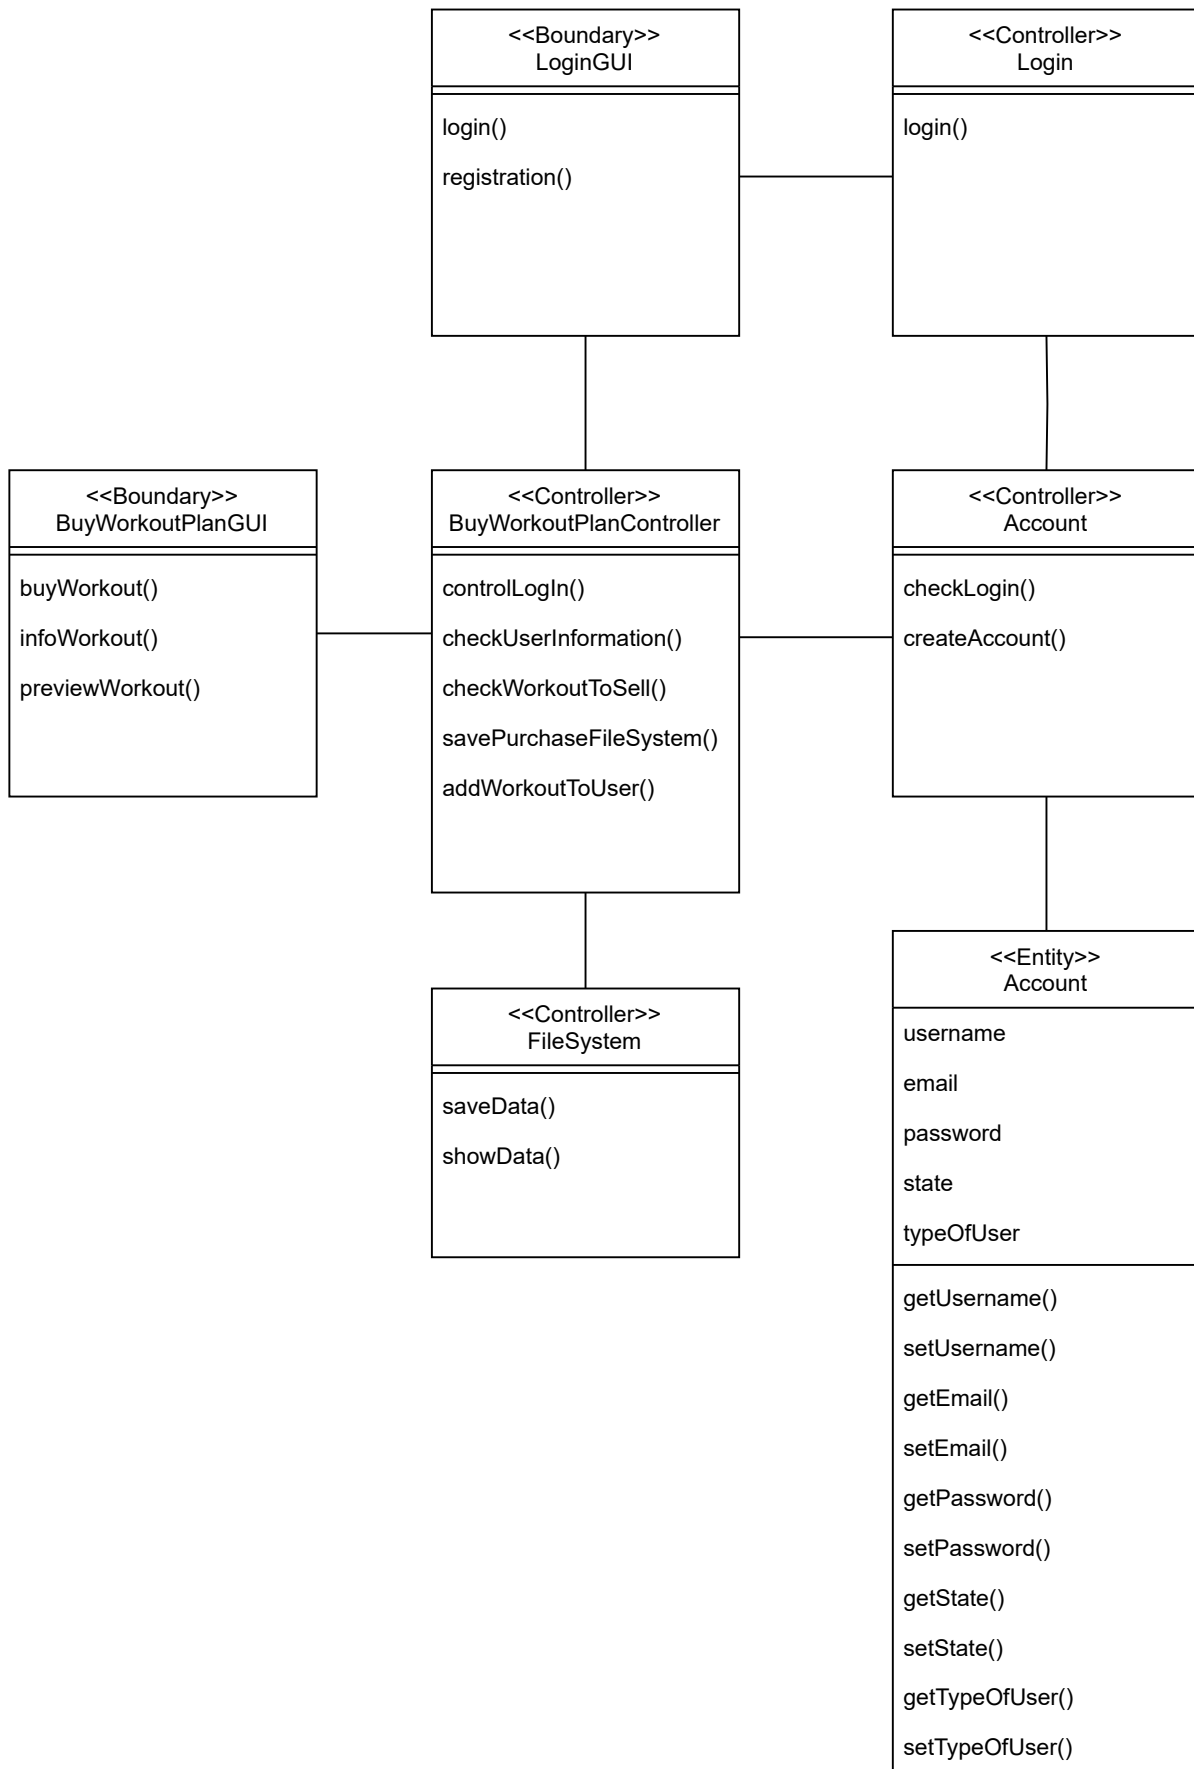 <<Boundary>>
LoginGUI
login()
registration()
<<Controller>>
Login
login()
<<Boundary>>
BuyWorkoutPlanGUI
buyWorkout()
infoWorkout()
previewWorkout()
<<Controller>>
BuyWorkoutPlanController
controlLogIn()
checkUserInformation()
checkWorkoutToSell()
savePurchaseFileSystem()
addWorkoutToUser()
<<Controller>>
Account
checkLogin()
createAccount()
<<Controller>>
FileSystem
saveData()
showData()
<<Entity>>
Account
username
email
password
state
typeOfUser
getUsername()
setUsername()
getEmail()
setEmail()
getPassword()
setPassword()
getState()
setState()
getTypeOfUser()
setTypeOfUser()